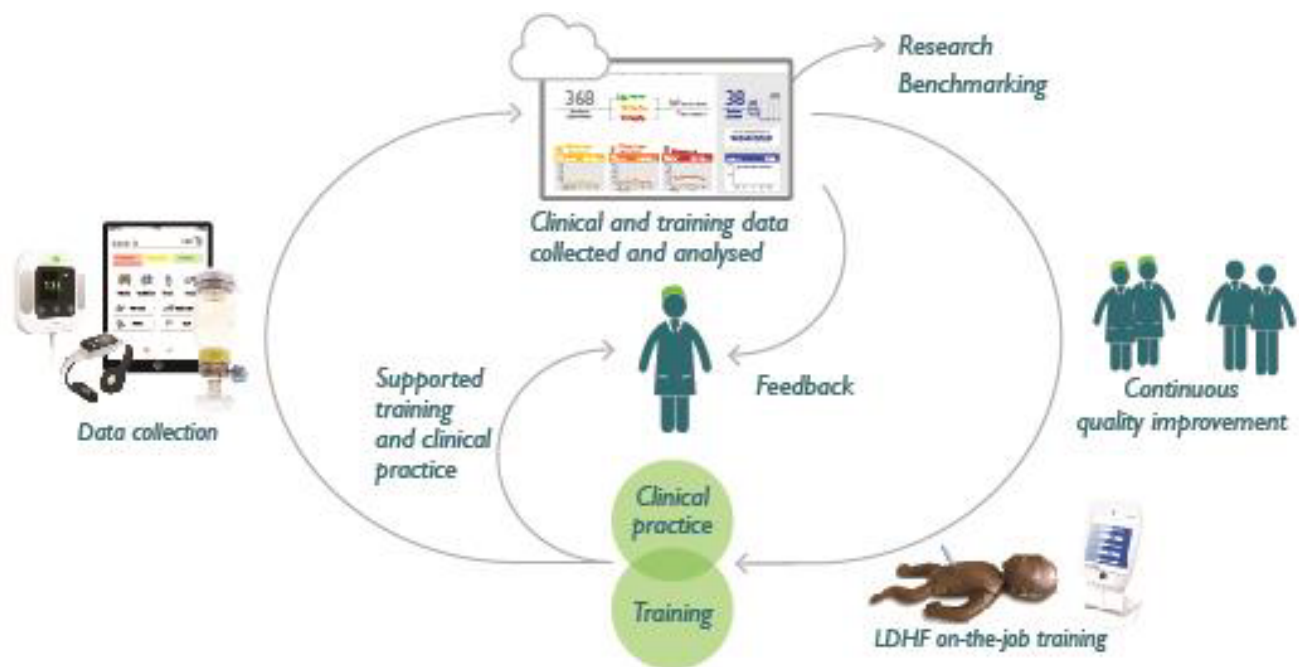 Research
Benchmarking
368
38
Clinical and training data
collected and analysed
Supported
training
and clinical
practice
Feedback
Data collection
Continuous
quality improvement
Clinical
practice
Training
LDHF on-the-job training